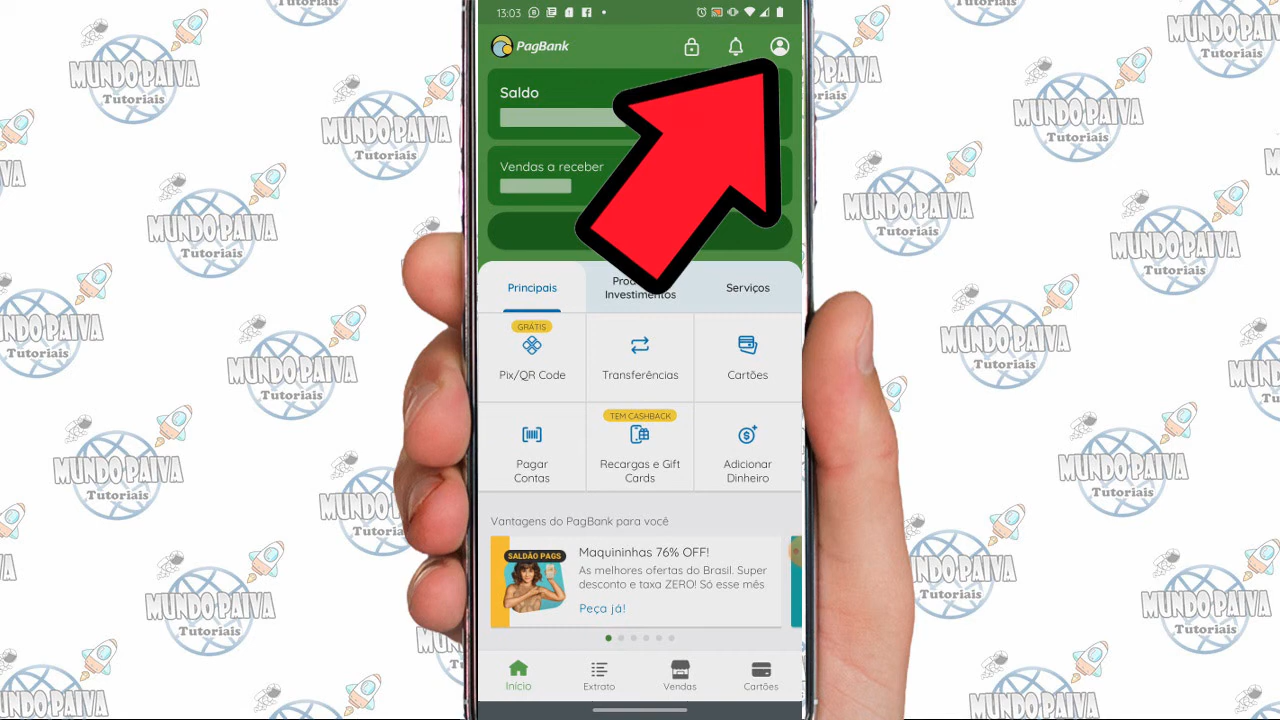 13:03
PagBank
Saldo
Vendas a receber
Principais
Investimentos
Serviços
GRÁTIS
Pix/QR Code
Transferências
Cartões
TEM CASHBACK
Pagar
Contas
Recargas e Gift
Cards
Adicionar
Dinheiro
Vantagens do PagBank para você
SALDÃO PAGS
Maquininhas 76% OFF!
As melhores ofertas do Brasil. Super
desconto e taxa ZERO! Só esse mês
Peça já!
Início
Extrato
Vendas
Cartões
MUNDO PAIVA
Tutoriais